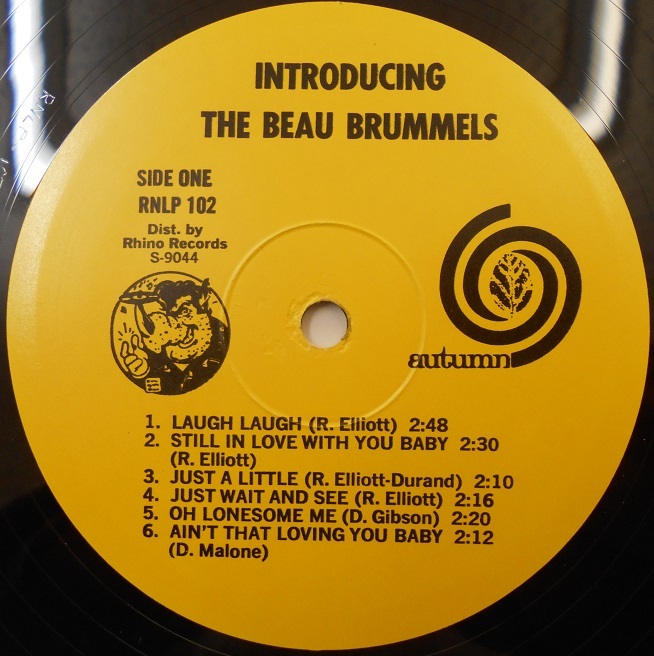 INTRODUCING
THE BEAU BRUMMELS
SIDE ONE
RNLP 102
Dist. by
Rhino Records
S-9044
autumn
1. LAUGH LAUGH (R. Elliott) 2:48
2. STILL IN LOVE WITH YOU BABY 2:30
(R. Elliott)
3. JUST A LITTLE (R. Elliott-Durand) 2:10
4. JUST WAIT AND SEE (R. Elliott) 2:16
5. OH LONESOME ME (D. Gibson) 2:20
6. AIN'T THAT LOVING YOU BABY 2:12
(D. Malone)
RNLP